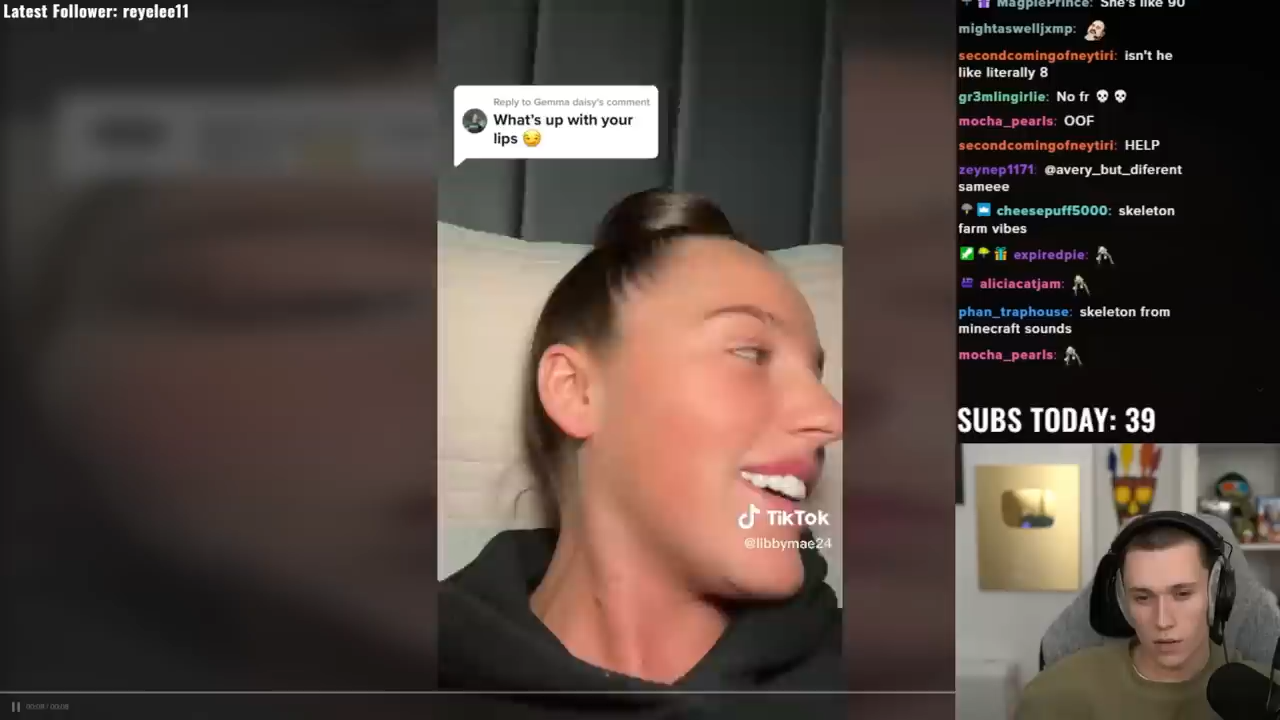 Latest Follower: reyelee11
Reply to Gemma daisy's comment
What's up with your
lips 😏
TikTok
@libbymae24
MagpiePrince: She's like 90
mightaswelljxmp:
secondcomingofneytiri: isn't he
like literally 8
gr3mlingirlie: No fr 💀 💀
mocha_pearls: OOF
secondcomingofneytiri: HELP
zeynep1171: @avery_but_diferent
sameee
cheesepuff5000: skeleton
farm vibes
expiredpie:
aliciacatjam:
phan_traphouse: skeleton from
minecraft sounds
mocha_pearls:
SUBS TODAY: 39